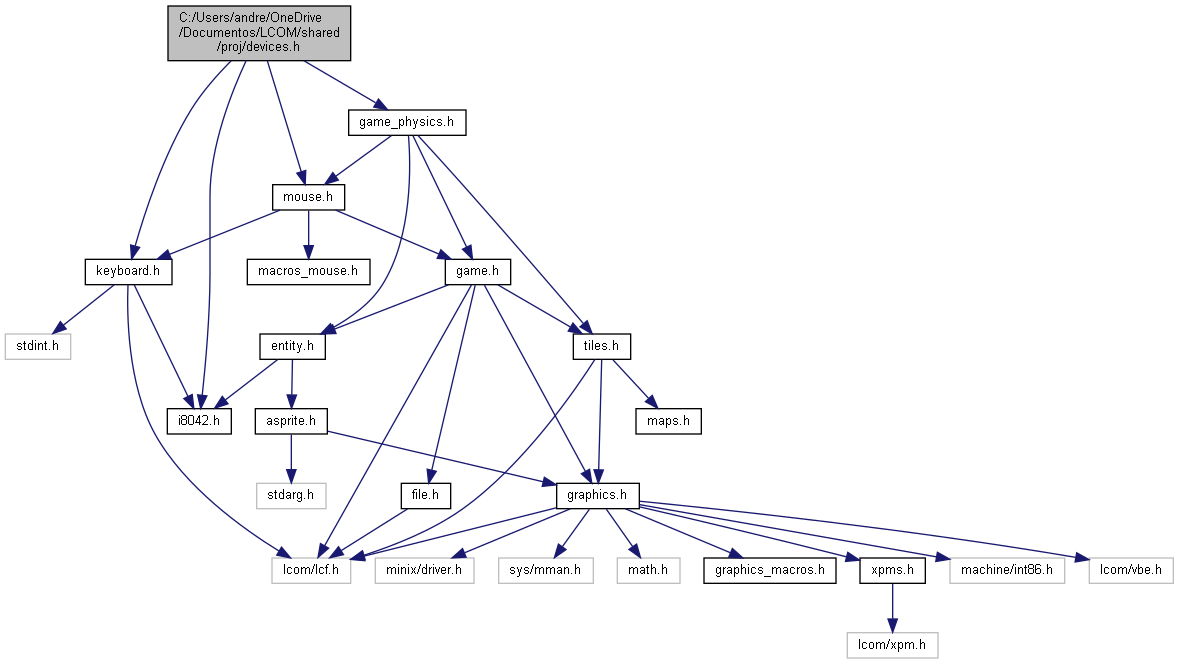 C:/Users/andre/OneDrive
/Documentos/LCOM/shared
/proj/devices.h
game_physics.h
mouse.h
keyboard.h
macros_mouse.h
game.h
stdint.h
entity.h
tiles.h
i8042.h
asprite.h
maps.h
stdarg.h
file.h
graphics.h
lcom/lcf.h
minix/driver.h
sys/mman.h
math.h
graphics_macros.h
xpms.h
machine/int86.h
lcom/vbe.h
lcom/xpm.h